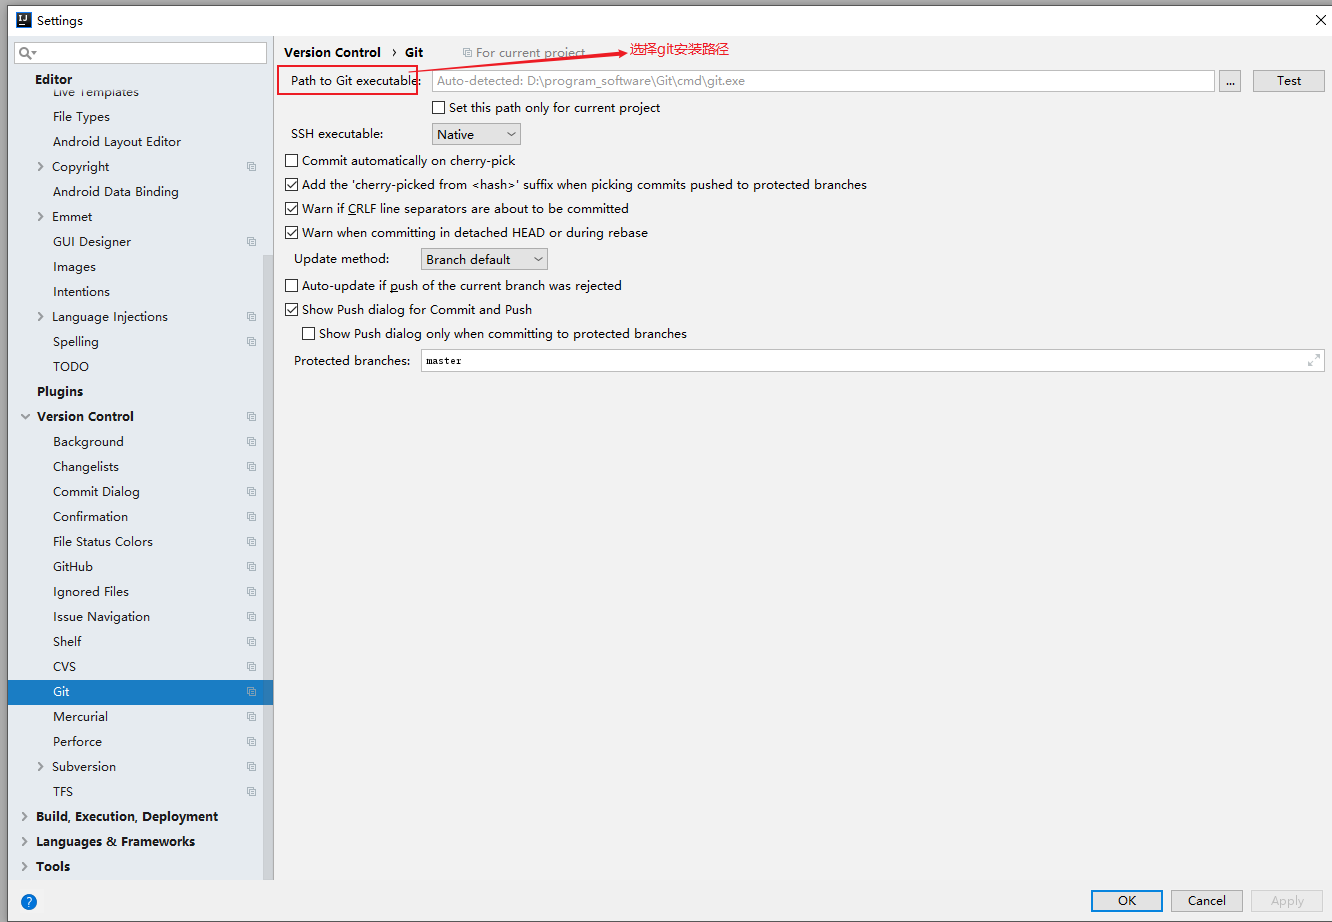 Settings
Editor
Live Templates
File Types
Android Layout Editor
Copyright
Android Data Binding
Emmet
GUI Designer
Images
Intentions
Language Injections
Spelling
TODO
Plugins
Version Control
Background
Changelists
Commit Dialog
Confirmation
File Status Colors
GitHub
Ignored Files
Issue Navigation
Shelf
CVS
Git
Mercurial
Perforce
Subversion
TFS
Build, Execution, Deployment
Languages & Frameworks
Tools
Version Control › Git For current project 选择git安装路径
Path to Git executable: Auto-detected: D:\program_software\Git\cmd\git.exe ... Test
Set this path only for current project
SSH executable: Native
Commit automatically on cherry-pick
Add the 'cherry-picked from <hash>' suffix when picking commits pushed to protected branches
Warn if CRLF line separators are about to be committed
Warn when committing in detached HEAD or during rebase
Update method: Branch default
Auto-update if push of the current branch was rejected
Show Push dialog for Commit and Push
Show Push dialog only when committing to protected branches
Protected branches: master
? OK Cancel Apply